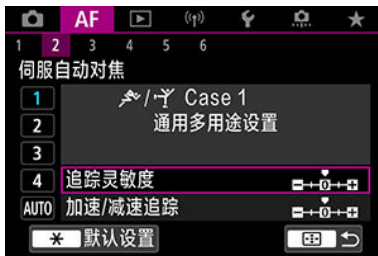 AF
1 2 3 4 5 6
伺服自动对焦
1 Case 1
2 通用多用途设置
3
4 追踪灵敏度 0
AUTO 加速/减速追踪 0
默认设置